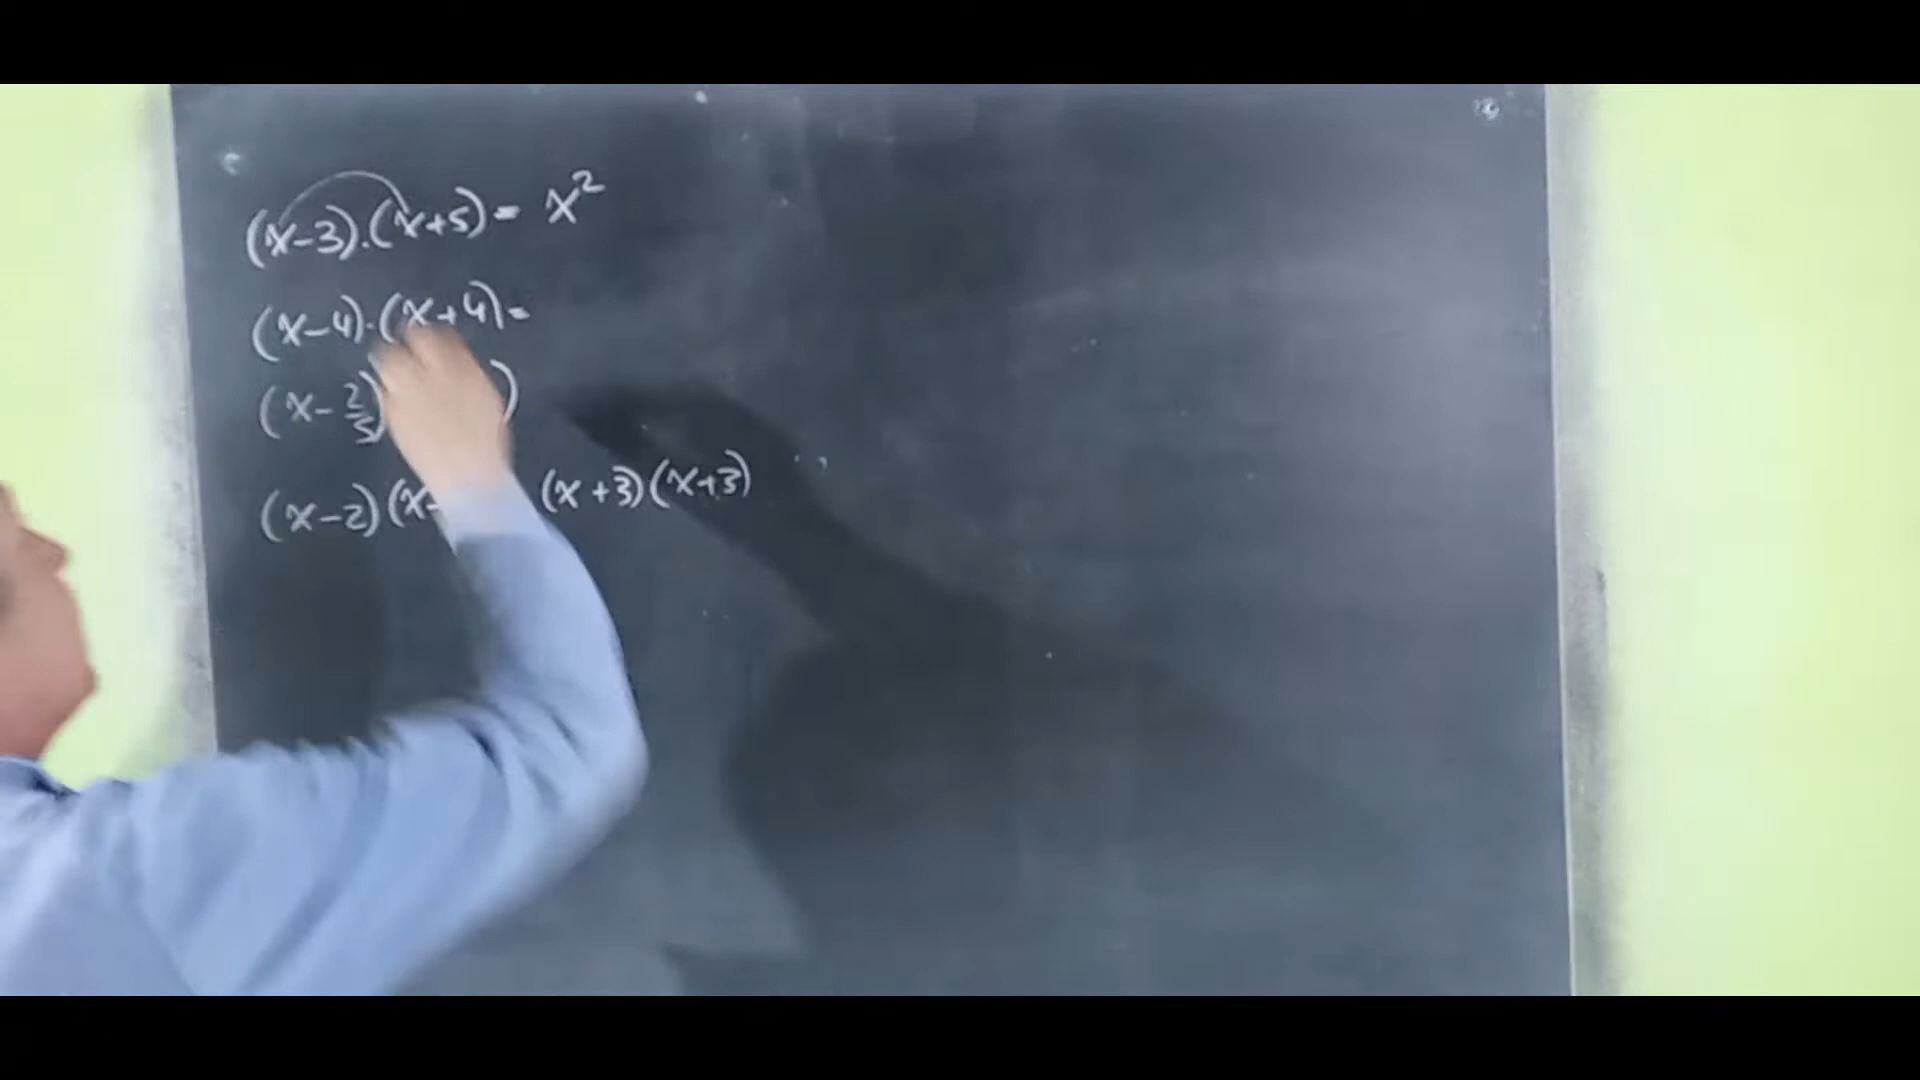 (x-3).(x+5)= x²
(x-4).(x+4)=
(x-2/5) )
(x-2)(x- (x+3)(x+3)